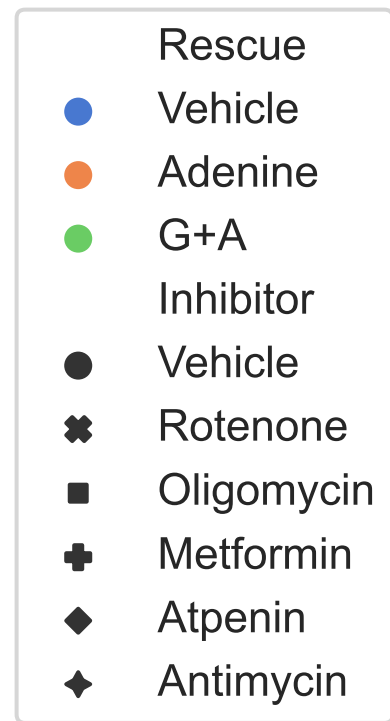 Rescue
Vehicle
Adenine
G+A
Inhibitor
Vehicle
Rotenone
Oligomycin
Metformin
Atpenin
Antimycin